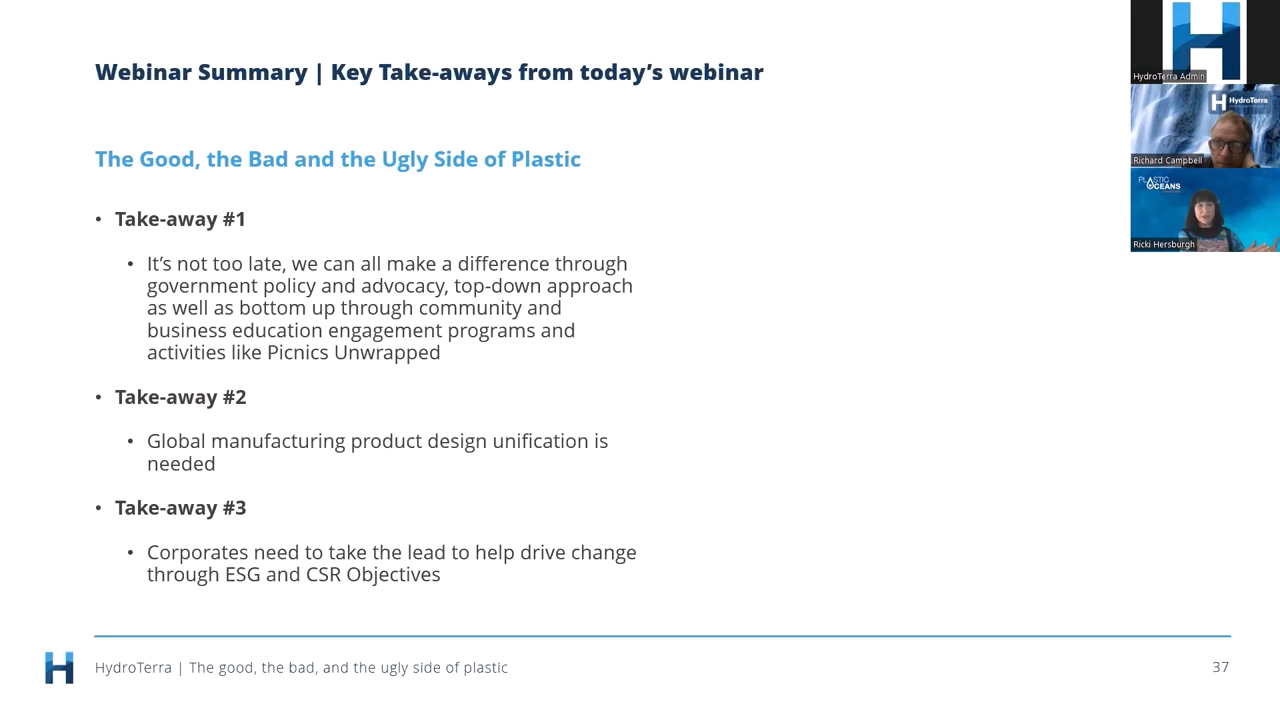 Webinar Summary | Key Take-aways from today’s webinar
The Good, the Bad and the Ugly Side of Plastic
• Take-away #1
• It’s not too late, we can all make a difference through
government policy and advocacy, top-down approach
as well as bottom up through community and
business education engagement programs and
activities like Picnics Unwrapped
• Take-away #2
• Global manufacturing product design unification is
needed
• Take-away #3
• Corporates need to take the lead to help drive change
through ESG and CSR Objectives
HydroTerra | The good, the bad, and the ugly side of plastic
37
HydroTerra Admin
HydroTerra
Richard Campbell
PLASTIC
OCEANS
Ricki Hersburgh